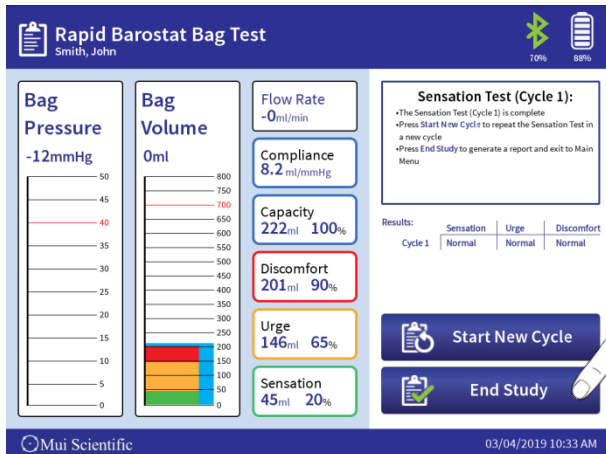 Rapid Barostat Bag Test
Smith, John
70%
88%
Bag
Pressure
-12mmHg
50
45
40
35
30
25
20
15
10
5
0
Bag
Volume
0ml
800
750
700
650
600
550
500
450
400
350
300
250
200
150
100
50
0
Flow Rate
-0ml/min
Compliance
8.2 ml/mmHg
Capacity
222ml 100%
Discomfort
201ml 90%
Urge
146ml 65%
Sensation
45ml 20%
Sensation Test (Cycle 1):
•The Sensation Test (Cycle 1) is complete
•Press Start New Cycle to repeat the Sensation Test in
a new cycle
•Press End Study to generate a report and exit to Main
Menu
Results:
Sensation Urge Discomfort
Cycle 1 Normal Normal Normal
Start New Cycle
End Study
Mui Scientific
03/04/2019 10:33 AM